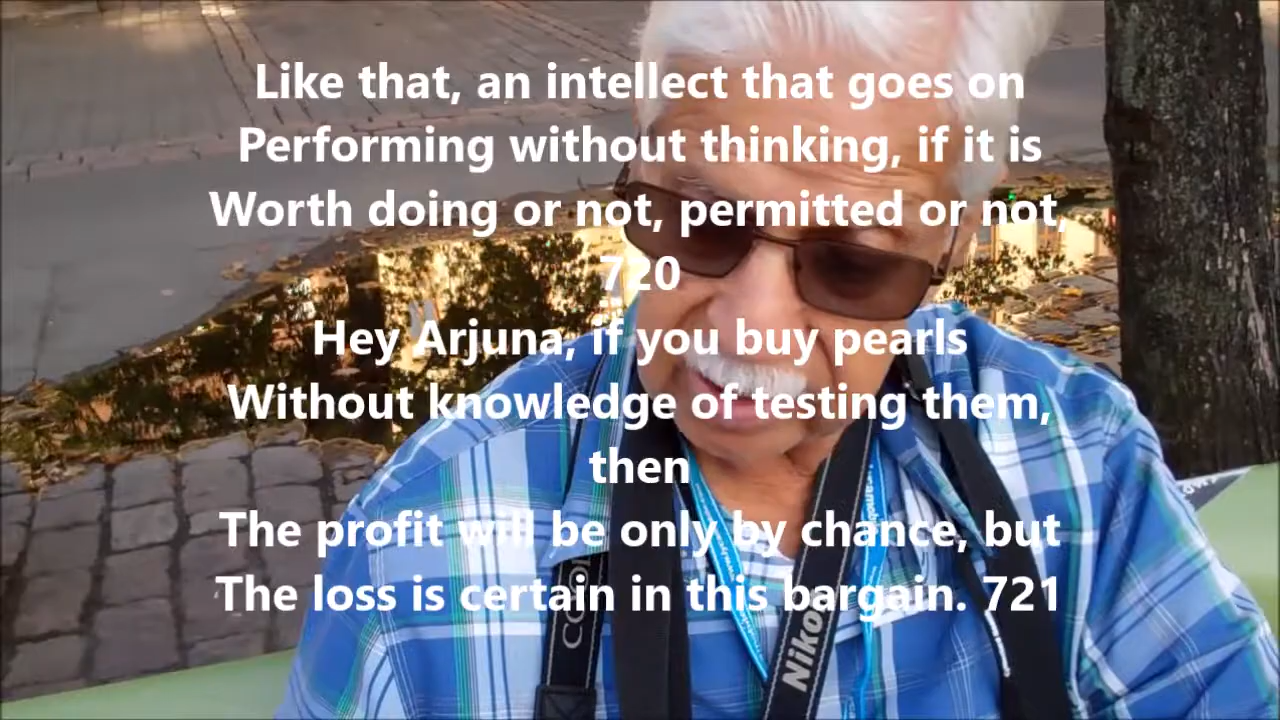 Like that, an intellect that goes on
Performing without thinking, if it is
Worth doing or not, permitted or not,
720
Hey Arjuna, if you buy pearls
Without knowledge of testing them,
then
The profit will be only by chance, but
The loss is certain in this bargain. 721
Nikon